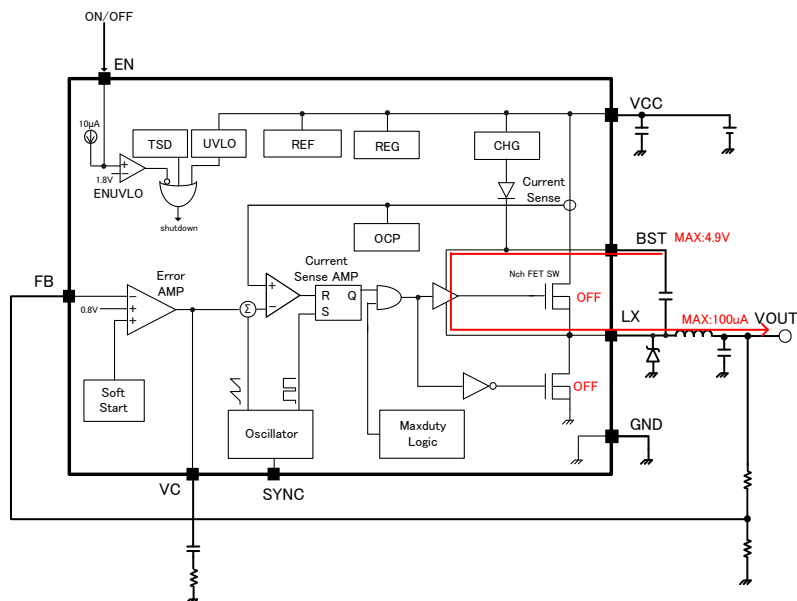 ON/OFF
EN
VCC
10μA
TSD
UVLO
REF
REG
CHG
1.8V
ENUVLO
shutdown
Current
Sense
OCP
BST
MAX:4.9V
FB
Error
AMP
Current
Sense AMP
Nch FET SW
OFF
LX
MAX:100uA
VOUT
0.8V
Σ
R Q
S
Soft
Start
OFF
Oscillator
Maxduty
Logic
GND
VC
SYNC